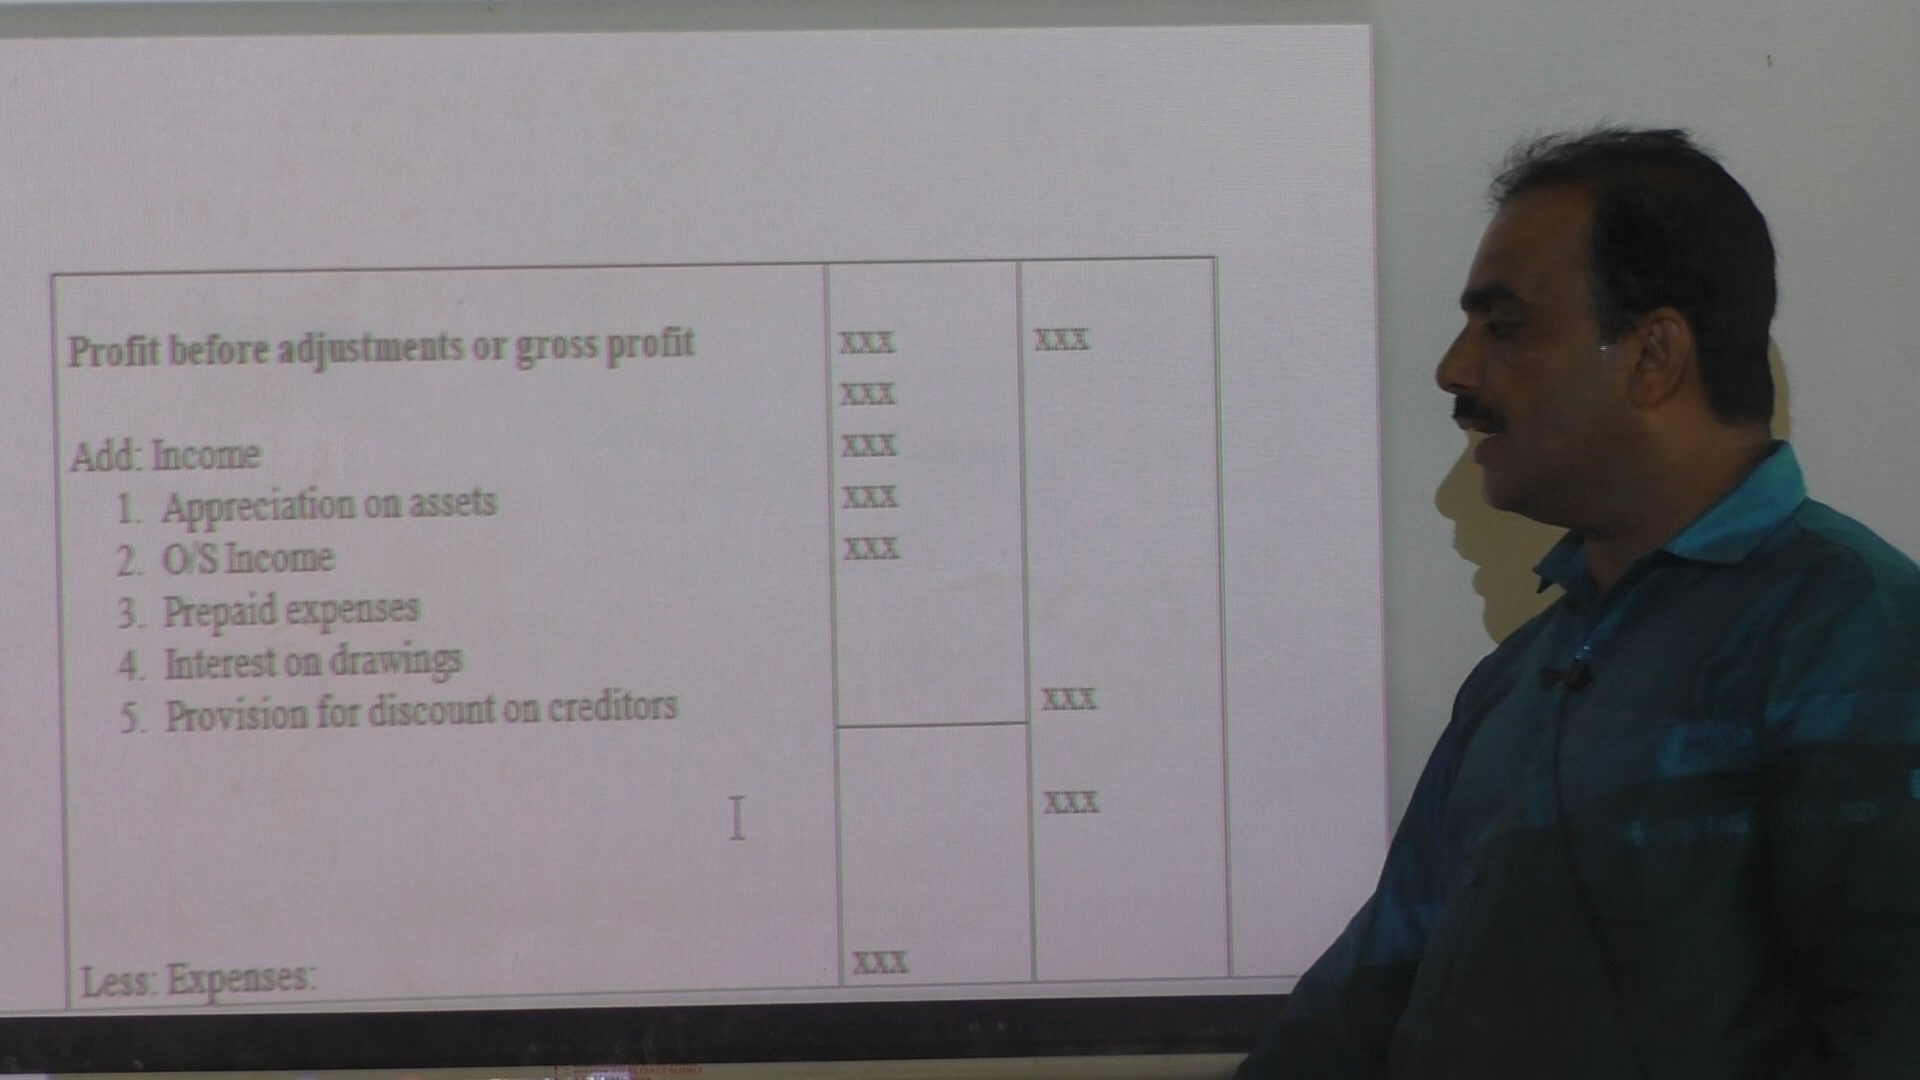 Profit before adjustments or gross profit XXX XXX
XXX
Add: Income XXX
1. Appreciation on assets XXX
2. O/S Income XXX
3. Prepaid expenses
4. Interest on drawings
5. Provision for discount on creditors XXX
XXX
Less: Expenses: XXX